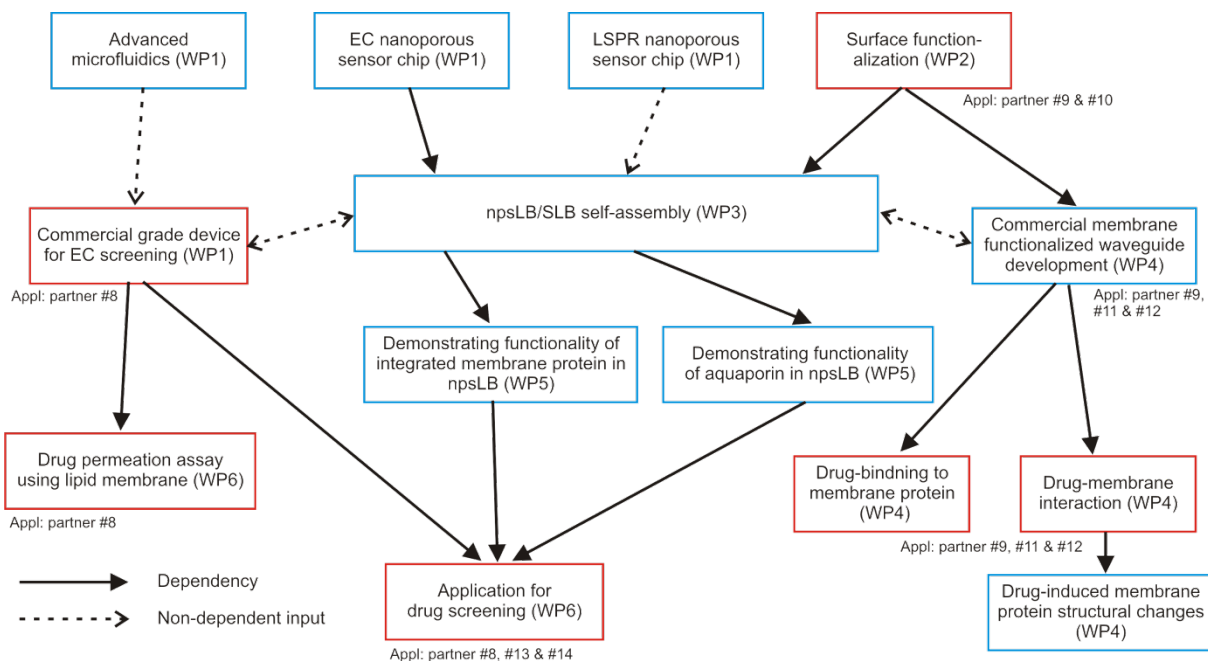 Advanced
microfluidics (WP1)
EC nanoporous
sensor chip (WP1)
LSPR nanoporous
sensor chip (WP1)
Surface function-
alization (WP2)
Appl: partner #9 & #10
npsLB/SLB self-assembly (WP3)
Commercial grade device
for EC screening (WP1)
Appl: partner #8
Commercial membrane
functionalized waveguide
development (WP4)
Appl: partner #9,
#11 & #12
Demonstrating functionality of
integrated membrane protein in
npsLB (WP5)
Demonstrating functionality
of aquaporin in npsLB (WP5)
Drug permeation assay
using lipid membrane (WP6)
Appl: partner #8
Drug-bindning to
membrane protein
(WP4)
Drug-membrane
interaction (WP4)
Appl: partner #9, #11 & #12
Application for
drug screening (WP6)
Appl: partner #8, #13 & #14
Drug-induced membrane
protein structural changes
(WP4)
Dependency
Non-dependent input